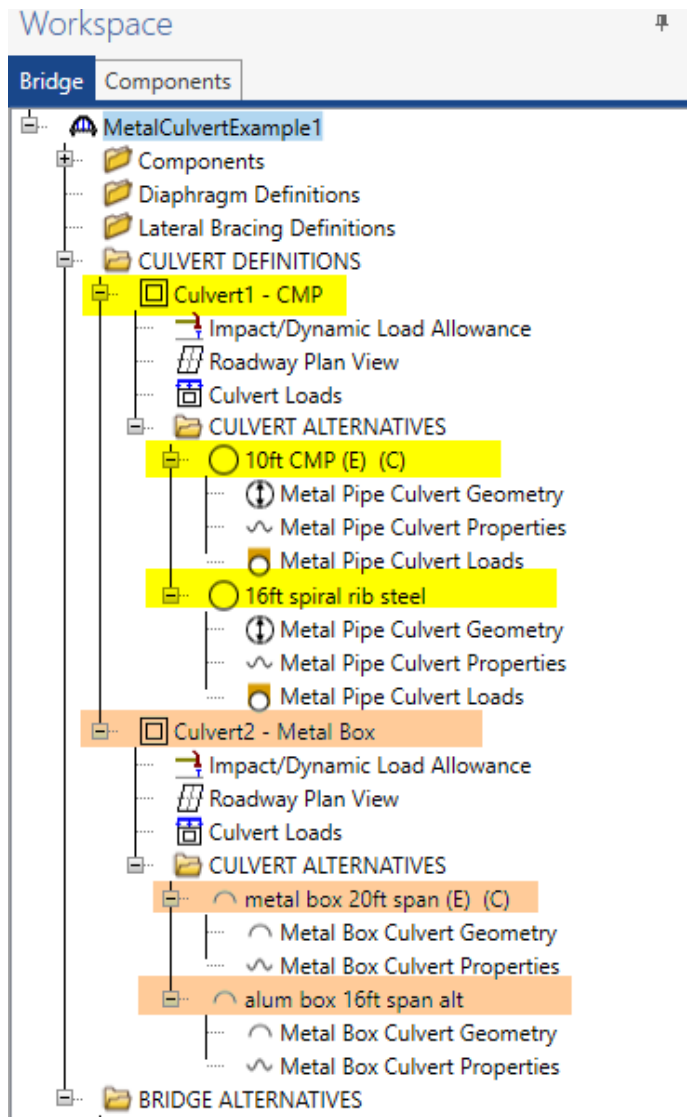 Workspace
Bridge Components
MetalCulvertExample1
Components
Diaphragm Definitions
Lateral Bracing Definitions
CULVERT DEFINITIONS
Culvert1 - CMP
Impact/Dynamic Load Allowance
Roadway Plan View
Culvert Loads
CULVERT ALTERNATIVES
10ft CMP (E) (C)
Metal Pipe Culvert Geometry
Metal Pipe Culvert Properties
Metal Pipe Culvert Loads
16ft spiral rib steel
Metal Pipe Culvert Geometry
Metal Pipe Culvert Properties
Metal Pipe Culvert Loads
Culvert2 - Metal Box
Impact/Dynamic Load Allowance
Roadway Plan View
Culvert Loads
CULVERT ALTERNATIVES
metal box 20ft span (E) (C)
Metal Box Culvert Geometry
Metal Box Culvert Properties
alum box 16ft span alt
Metal Box Culvert Geometry
Metal Box Culvert Properties
BRIDGE ALTERNATIVES